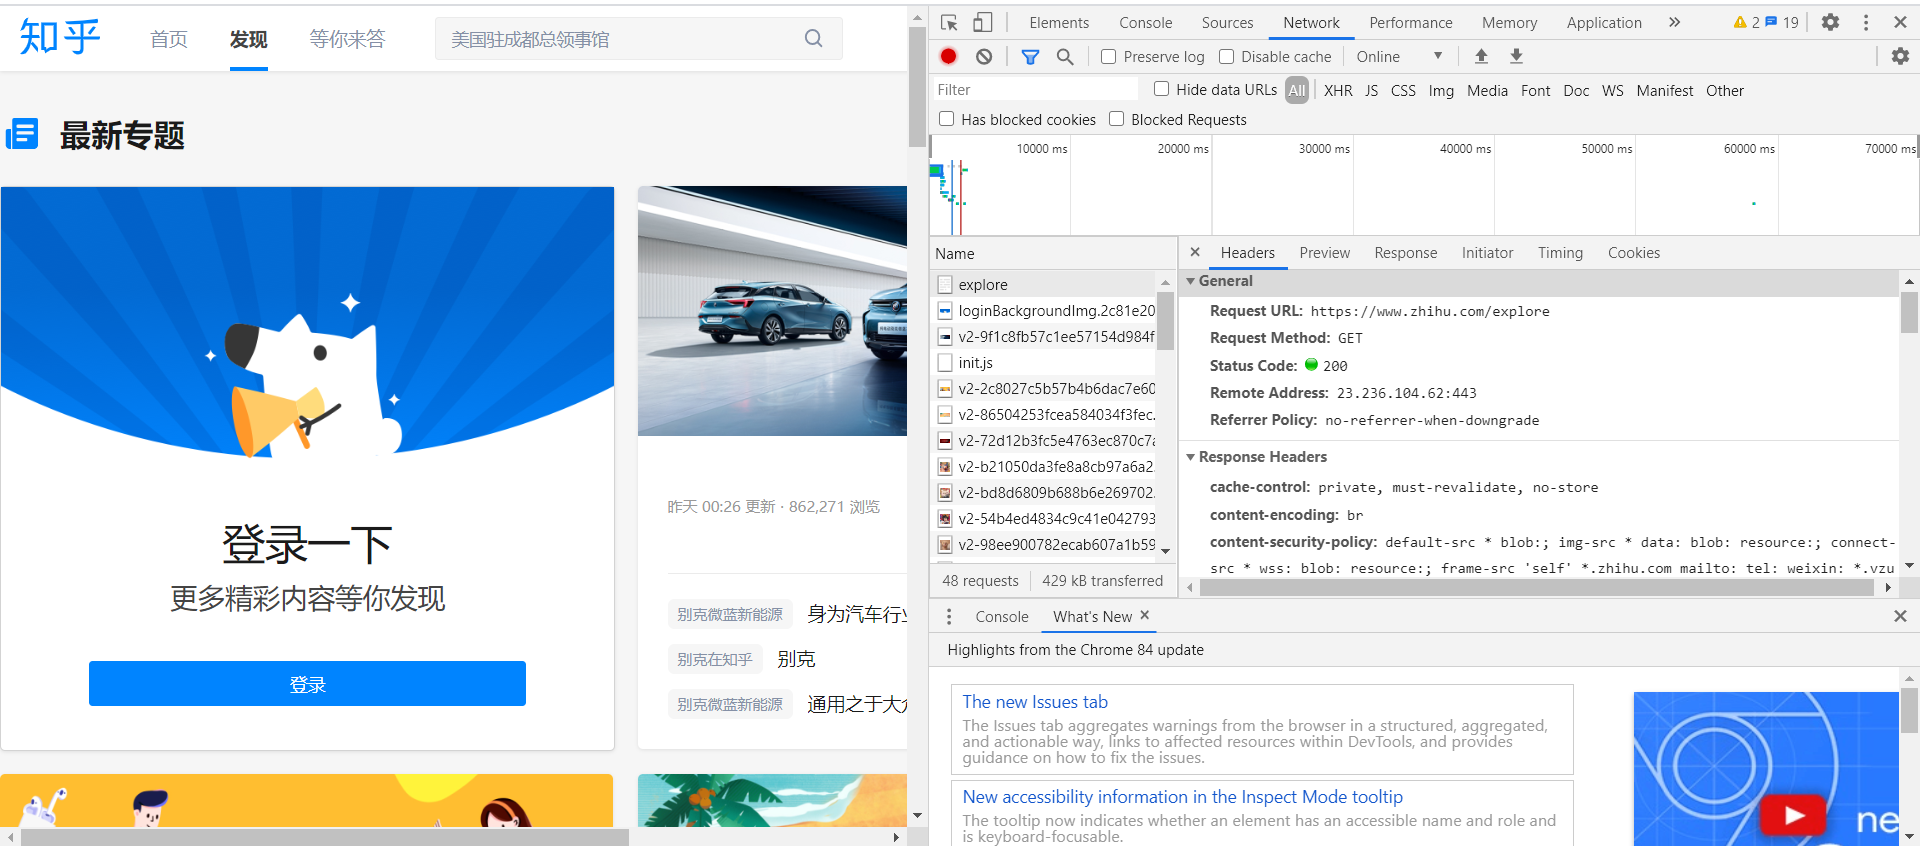 知乎
首页
发现
等你来答
美国驻成都总领事馆
最新专题
登录一下
更多精彩内容等你发现
登录
昨天 00:26 更新 · 862,271 浏览
别克微蓝新能源 身为汽车行业
别克在知乎 别克
别克微蓝新能源 通用之于大众
Elements Console Sources Network Performance Memory Application » 2 19
Preserve log Disable cache Online
Filter Hide data URLs All XHR JS CSS Img Media Font Doc WS Manifest Other
Has blocked cookies Blocked Requests
10000 ms 20000 ms 30000 ms 40000 ms 50000 ms 60000 ms 70000 ms
Name
explore
loginBackgroundImg.2c81e20
v2-9f1c8fb57c1ee57154d984f
init.js
v2-2c8027c5b57b4b6dac7e60
v2-86504253fcea584034f3fec.
v2-72d12b3fc5e4763ec870c7a
v2-b21050da3fe8a8cb97a6a2.
v2-bd8d6809b688b6e269702.
v2-54b4ed4834c9c41e042793
v2-98ee900782ecab607a1b59
48 requests 429 kB transferred
Headers Preview Response Initiator Timing Cookies
General
Request URL: https://www.zhihu.com/explore
Request Method: GET
Status Code: 200
Remote Address: 23.236.104.62:443
Referrer Policy: no-referrer-when-downgrade
Response Headers
cache-control: private, must-revalidate, no-store
content-encoding: br
content-security-policy: default-src * blob:; img-src * data: blob: resource:; connect-
src * wss: blob: resource:; frame-src 'self' *.zhihu.com mailto: tel: weixin: *.vzu
Console What's New
Highlights from the Chrome 84 update
The new Issues tab
The Issues tab aggregates warnings from the browser in a structured, aggregated,
and actionable way, links to affected resources within DevTools, and provides
guidance on how to fix the issues.
New accessibility information in the Inspect Mode tooltip
The tooltip now indicates whether an element has an accessible name and role and
is keyboard-focusable.
ne